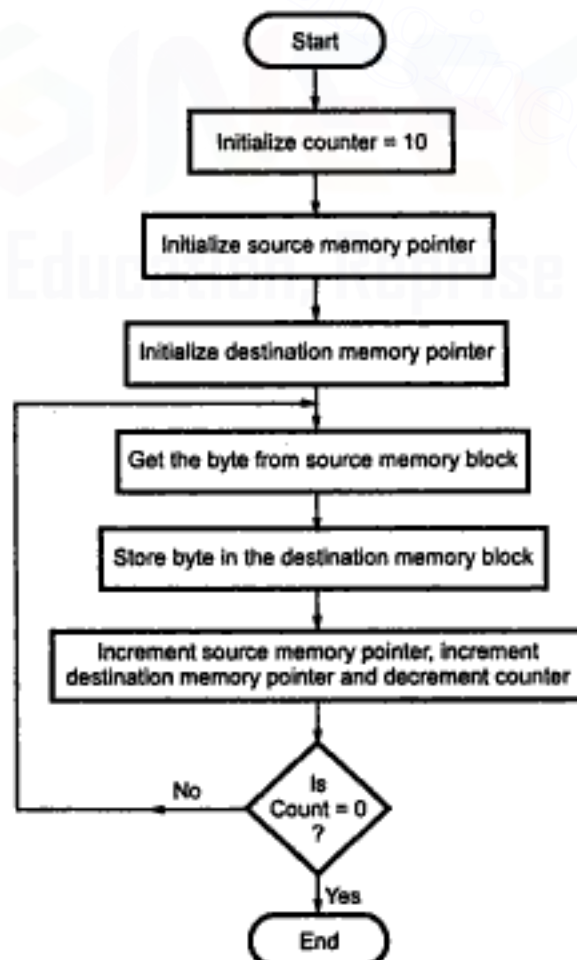 Start
Initialize counter = 10
Initialize source memory pointer
Initialize destination memory pointer
Get the byte from source memory block
Store byte in the destination memory block
Increment source memory pointer, increment
destination memory pointer and decrement counter
Is
Count = 0
?
No
Yes
End